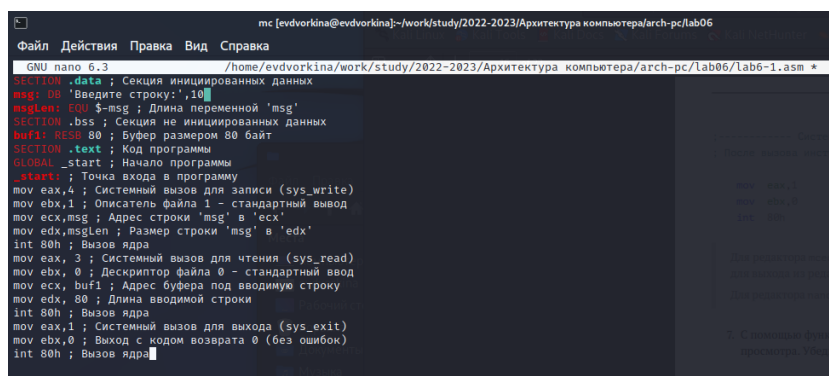 mc [evdvorkina@evdvorkina]:~/work/study/2022-2023/Архитектура компьютера/arch-pc/lab06
Файл Действия Правка Вид Справка
GNU nano 6.3 /home/evdvorkina/work/study/2022-2023/Архитектура компьютера/arch-pc/lab06/lab6-1.asm *
SECTION .data ; Секция инициированных данных
msg: DB 'Введите строку:',10
msgLen: EQU $-msg ; Длина переменной 'msg'
SECTION .bss ; Секция не инициированных данных
buf1: RESB 80 ; Буфер размером 80 байт
SECTION .text ; Код программы
GLOBAL _start ; Начало программы
_start: ; Точка входа в программу
mov eax,4 ; Системный вызов для записи (sys_write)
mov ebx,1 ; Описатель файла 1 - стандартный вывод
mov ecx,msg ; Адрес строки 'msg' в 'ecx'
mov edx,msgLen ; Размер строки 'msg' в 'edx'
int 80h ; Вызов ядра
mov eax, 3 ; Системный вызов для чтения (sys_read)
mov ebx, 0 ; Дескриптор файла 0 - стандартный ввод
mov ecx, buf1 ; Адрес буфера под вводимую строку
mov edx, 80 ; Длина вводимой строки
int 80h ; Вызов ядра
mov eax,1 ; Системный вызов для выхода (sys_exit)
mov ebx,0 ; Выход с кодом возврата 0 (без ошибок)
int 80h ; Вызов ядра